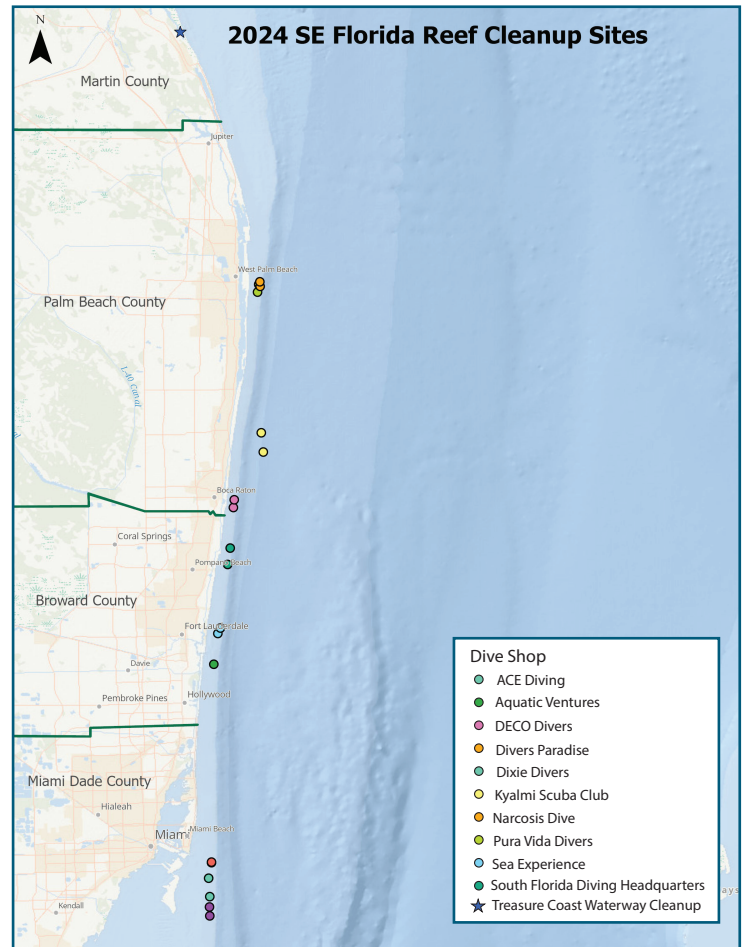 N
2024 SE Florida Reef Cleanup Sites
Martin County
Jupiter
West Palm Beach
Palm Beach County
L-40 Canal
Boca Raton
Coral Springs
Pompano Beach
Broward County
Fort Lauderdale
Davie
Hollywood
Pembroke Pines
Miami Dade County
Hialeah
Miami Beach
Miami
Kendall
Dive Shop
ACE Diving
Aquatic Ventures
DECO Divers
Divers Paradise
Dixie Divers
Kyalmi Scuba Club
Narcosis Dive
Pura Vida Divers
Sea Experience
South Florida Diving Headquarters
Treasure Coast Waterway Cleanup